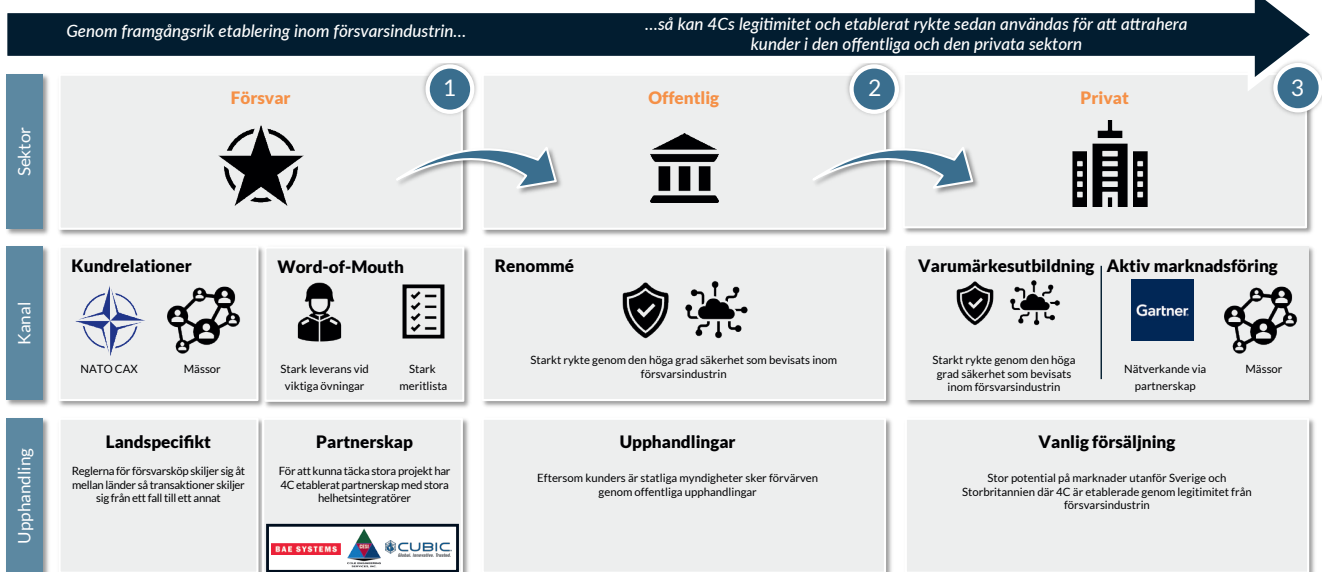 Genom framgångsrik etablering inom försvarsindustrin...
...så kan 4Cs legitimitet och etablerat rykte sedan användas för att attrahera
kunder i den offentliga och den privata sektorn
Sektor
Försvar
1
Offentlig
2
Privat
3
Kanal
Kundrelationer
NATO CAX
Mässor
Word-of-Mouth
Stark leverans vid
viktiga övningar
Stark
meritlista
Renommé
Starkt rykte genom den höga grad säkerhet som bevisats inom
försvarsindustrin
Varumärkesutbildning
Starkt rykte genom den höga
grad säkerhet som bevisats
inom försvarsindustrin
Aktiv marknadsföring
Gartner
Nätverkande via
partnerskap
Mässor
Upphandling
Landspecifikt
Reglerna för försvarsköp skiljer sig åt
mellan länder så transaktioner skiljer
sig från ett fall till ett annat
Partnerskap
För att kunna täcka stora projekt har
4C etablerat partnerskap med stora
helhetsintegratörer
BAE SYSTEMS
CUBIC
Upphandlingar
Eftersom kunders är statliga myndigheter sker förvärven
genom offentliga upphandlingar
Vanlig försäljning
Stor potential på marknader utanför Sverige och
Storbritannien där 4C är etablerade genom legitimitet från
försvarsindustrin